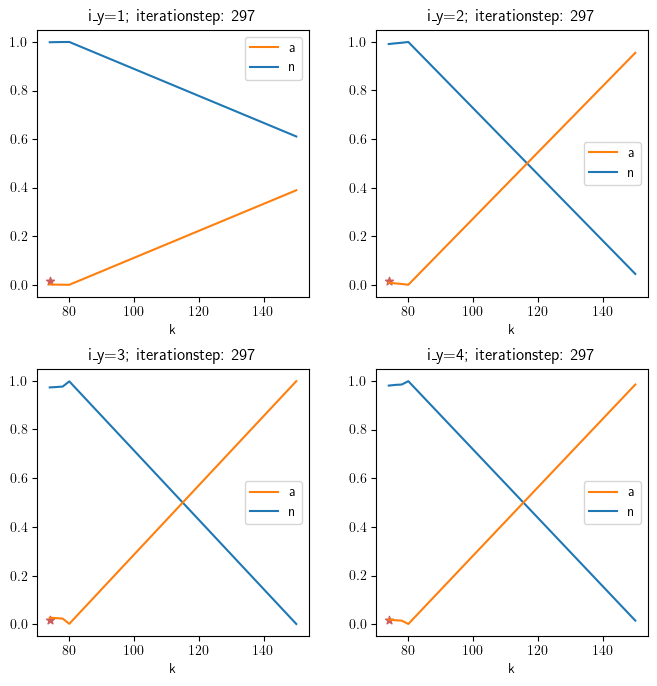 i_y=1; iterationstep: 297
1.0
0.8
0.6
0.4
0.2
0.0
a
n
80 100 120 140
k
i_y=2; iterationstep: 297
1.0
0.8
0.6
0.4
0.2
0.0
a
n
80 100 120 140
k
i_y=3; iterationstep: 297
1.0
0.8
0.6
0.4
0.2
0.0
a
n
80 100 120 140
k
i_y=4; iterationstep: 297
1.0
0.8
0.6
0.4
0.2
0.0
a
n
80 100 120 140
k